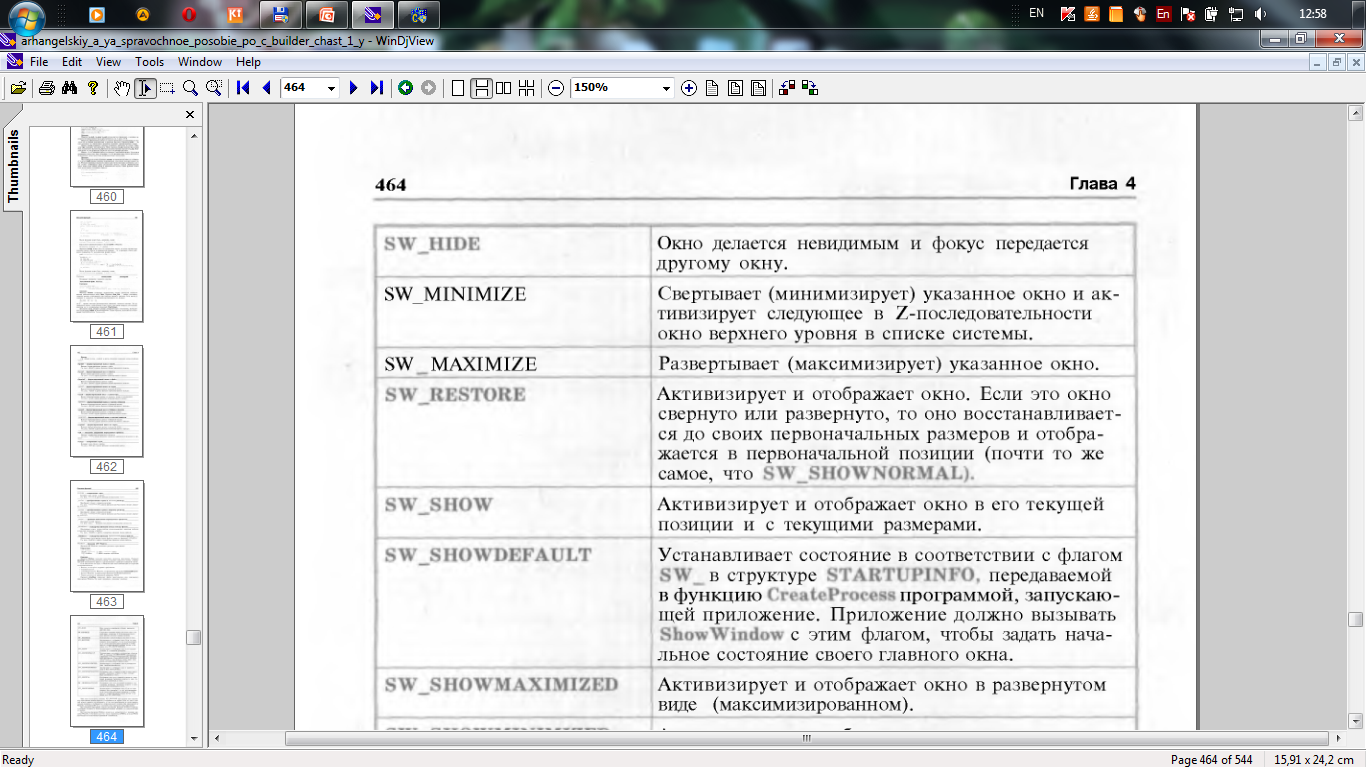 EN
12:58
arhangelskiy_a_ya_spravochnoe_posobie_po_c_builder_chast_1_y - WinDjView
File Edit View Tools Window Help
464
150%
Thumbnails
460
461
462
463
464
464 Глава 4
SW_HIDE
Окно делается невидимым и фокус передается
другому окну
Свертывает (минимизирует) указанное окно и ак-
тивизирует следующее в Z-последовательности
окно верхнего уровня в списке системы.
Развертывает (максимизирует) указанное окно.
SW_RESTORE
Активизирует и отображает окно. Если это окно
свернуто или развернуто, то оно восстанавливает-
ся до своих первоначальных размеров и отобра-
жается в первоначальной позиции (почти то же
самое, что SW_SHOWNORMAL)
SW_SHOW
Активизирует и отображает окно в его текущей
позиции и с текущими размерами.
SW_SHOWDEFAULT
Устанавливает состояние в соответствии с флагом
SW_ в структуре STARTUPINFO, передаваемой
в функцию CreateProcess программой, запускаю-
щей приложение. Приложение должно вызывать
с этим флагом, чтобы задать нача-
льное состояние своего главного окна.
SW_SHOWMAXIMIZED
Активизирует и отображает окно в развернутом
виде (максимизированном).
SW_SHOWMINIMIZED
Ready
Page 464 of 544
15,91 x 24,2 cm